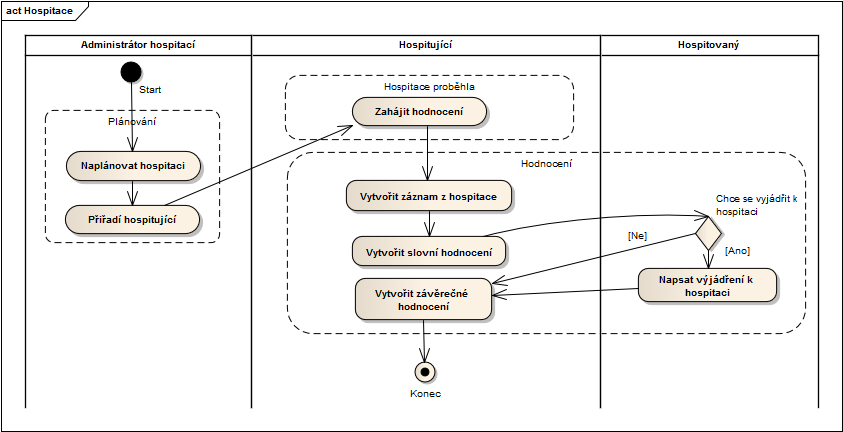 act Hospitace
Administrátor hospitací
Hospitující
Hospitovaný
Start
Plánování
Naplánovat hospitaci
Přiřadí hospitující
Hospitace proběhla
Zahájit hodnocení
Hodnocení
Vytvořit záznam z hospitace
Vytvořit slovní hodnocení
Chce se vyjádřit k
hospitaci
[Ne]
[Ano]
Napsat výjádření k
hospitaci
Vytvořit závěrečné
hodnocení
Konec